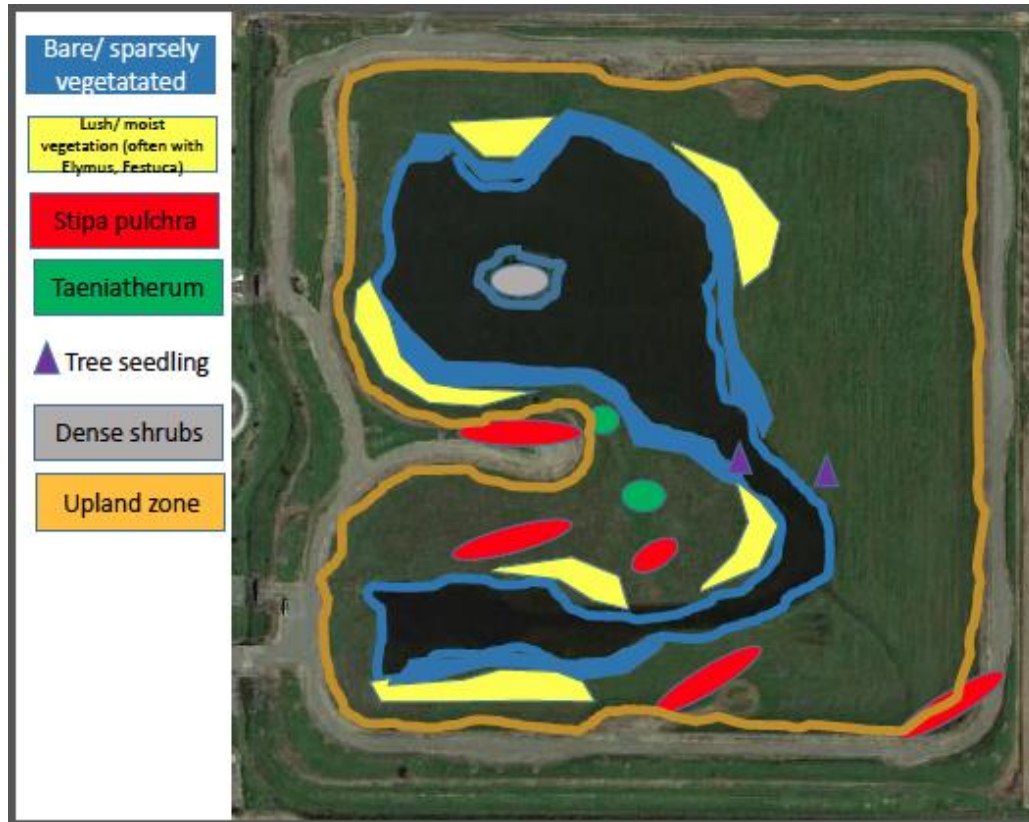 Bare/ sparsely
vegetatated
Lush/ moist
vegetation (often with
Elymus, Festuca)
Stipa pulchra
Taeniatherum
Tree seedling
Dense shrubs
Upland zone